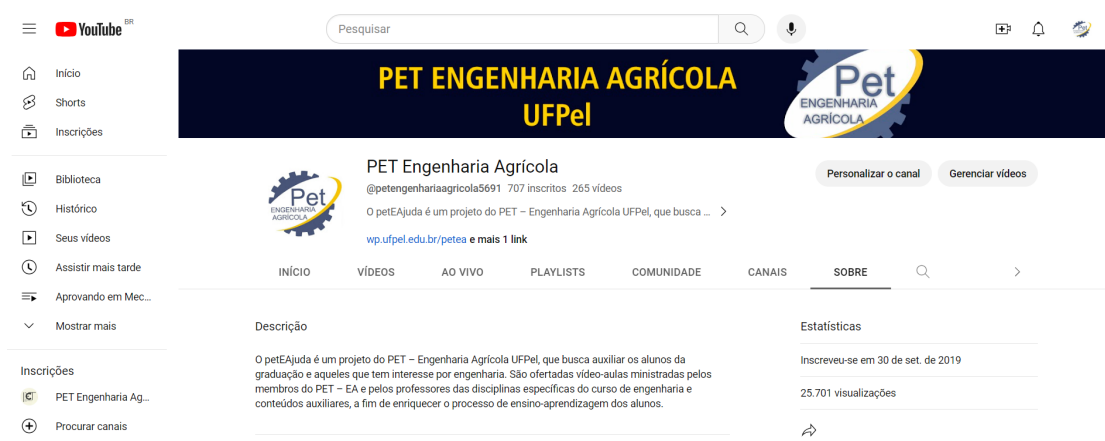 YouTube BR
Pesquisar
Início
Shorts
Inscrições
Biblioteca
Histórico
Seus vídeos
Assistir mais tarde
Aprovando em Mec...
Mostrar mais
Inscrições
PET Engenharia Ag...
Procurar canais
PET ENGENHARIA AGRÍCOLA
UFPel
Pet
ENGENHARIA
AGRÍCOLA
Pet
ENGENHARIA
AGRÍCOLA
PET Engenharia Agrícola
@petengenhariaagricola5691 707 inscritos 265 vídeos
O petEAjuda é um projeto do PET – Engenharia Agrícola UFPel, que busca ...
wp.ufpel.edu.br/petea e mais 1 link
Personalizar o canal
Gerenciar vídeos
INÍCIO VÍDEOS AO VIVO PLAYLISTS COMUNIDADE CANAIS SOBRE
Descrição
O petEAjuda é um projeto do PET – Engenharia Agrícola UFPel, que busca auxiliar os alunos da
graduação e aqueles que tem interesse por engenharia. São ofertadas vídeo-aulas ministradas pelos
membros do PET – EA e pelos professores das disciplinas específicas do curso de engenharia e
conteúdos auxiliares, a fim de enriquecer o processo de ensino-aprendizagem dos alunos.
Estatísticas
Inscreveu-se em 30 de set. de 2019
25.701 visualizações